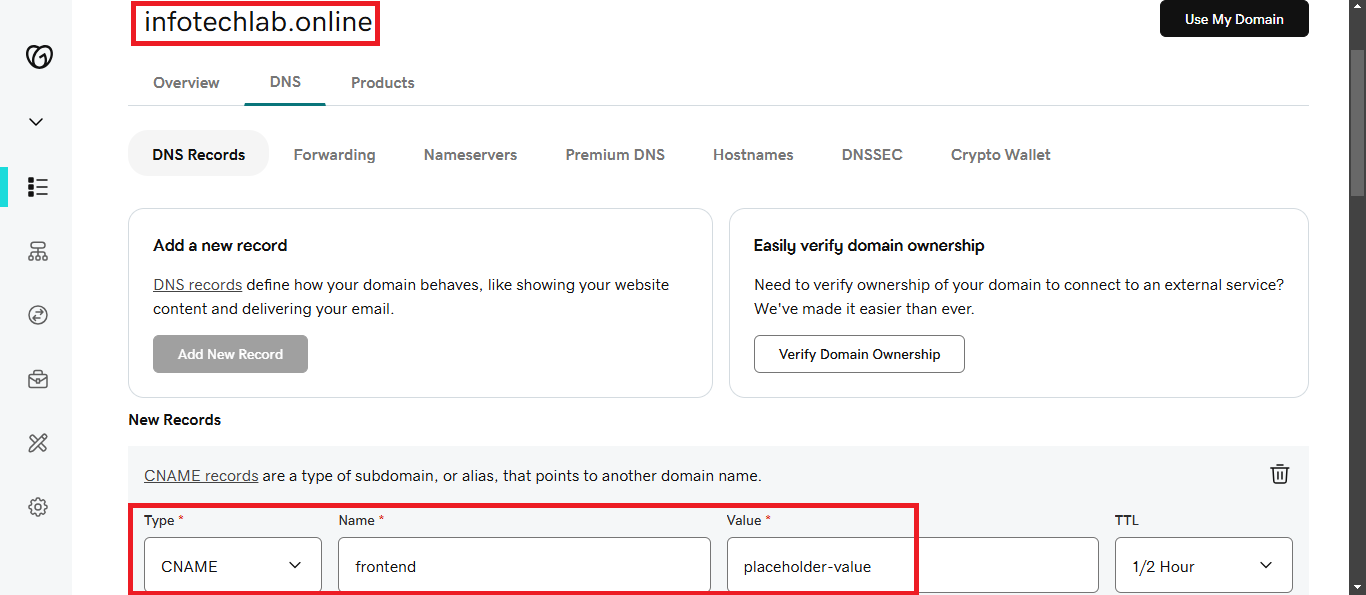 infotechlab.online
Use My Domain
Overview DNS Products
DNS Records Forwarding Nameservers Premium DNS Hostnames DNSSEC Crypto Wallet
Add a new record
DNS records define how your domain behaves, like showing your website
content and delivering your email.
Add New Record
Easily verify domain ownership
Need to verify ownership of your domain to connect to an external service?
We've made it easier than ever.
Verify Domain Ownership
New Records
CNAME records are a type of subdomain, or alias, that points to another domain name.
Type * Name * Value * TTL
CNAME frontend placeholder-value 1/2 Hour